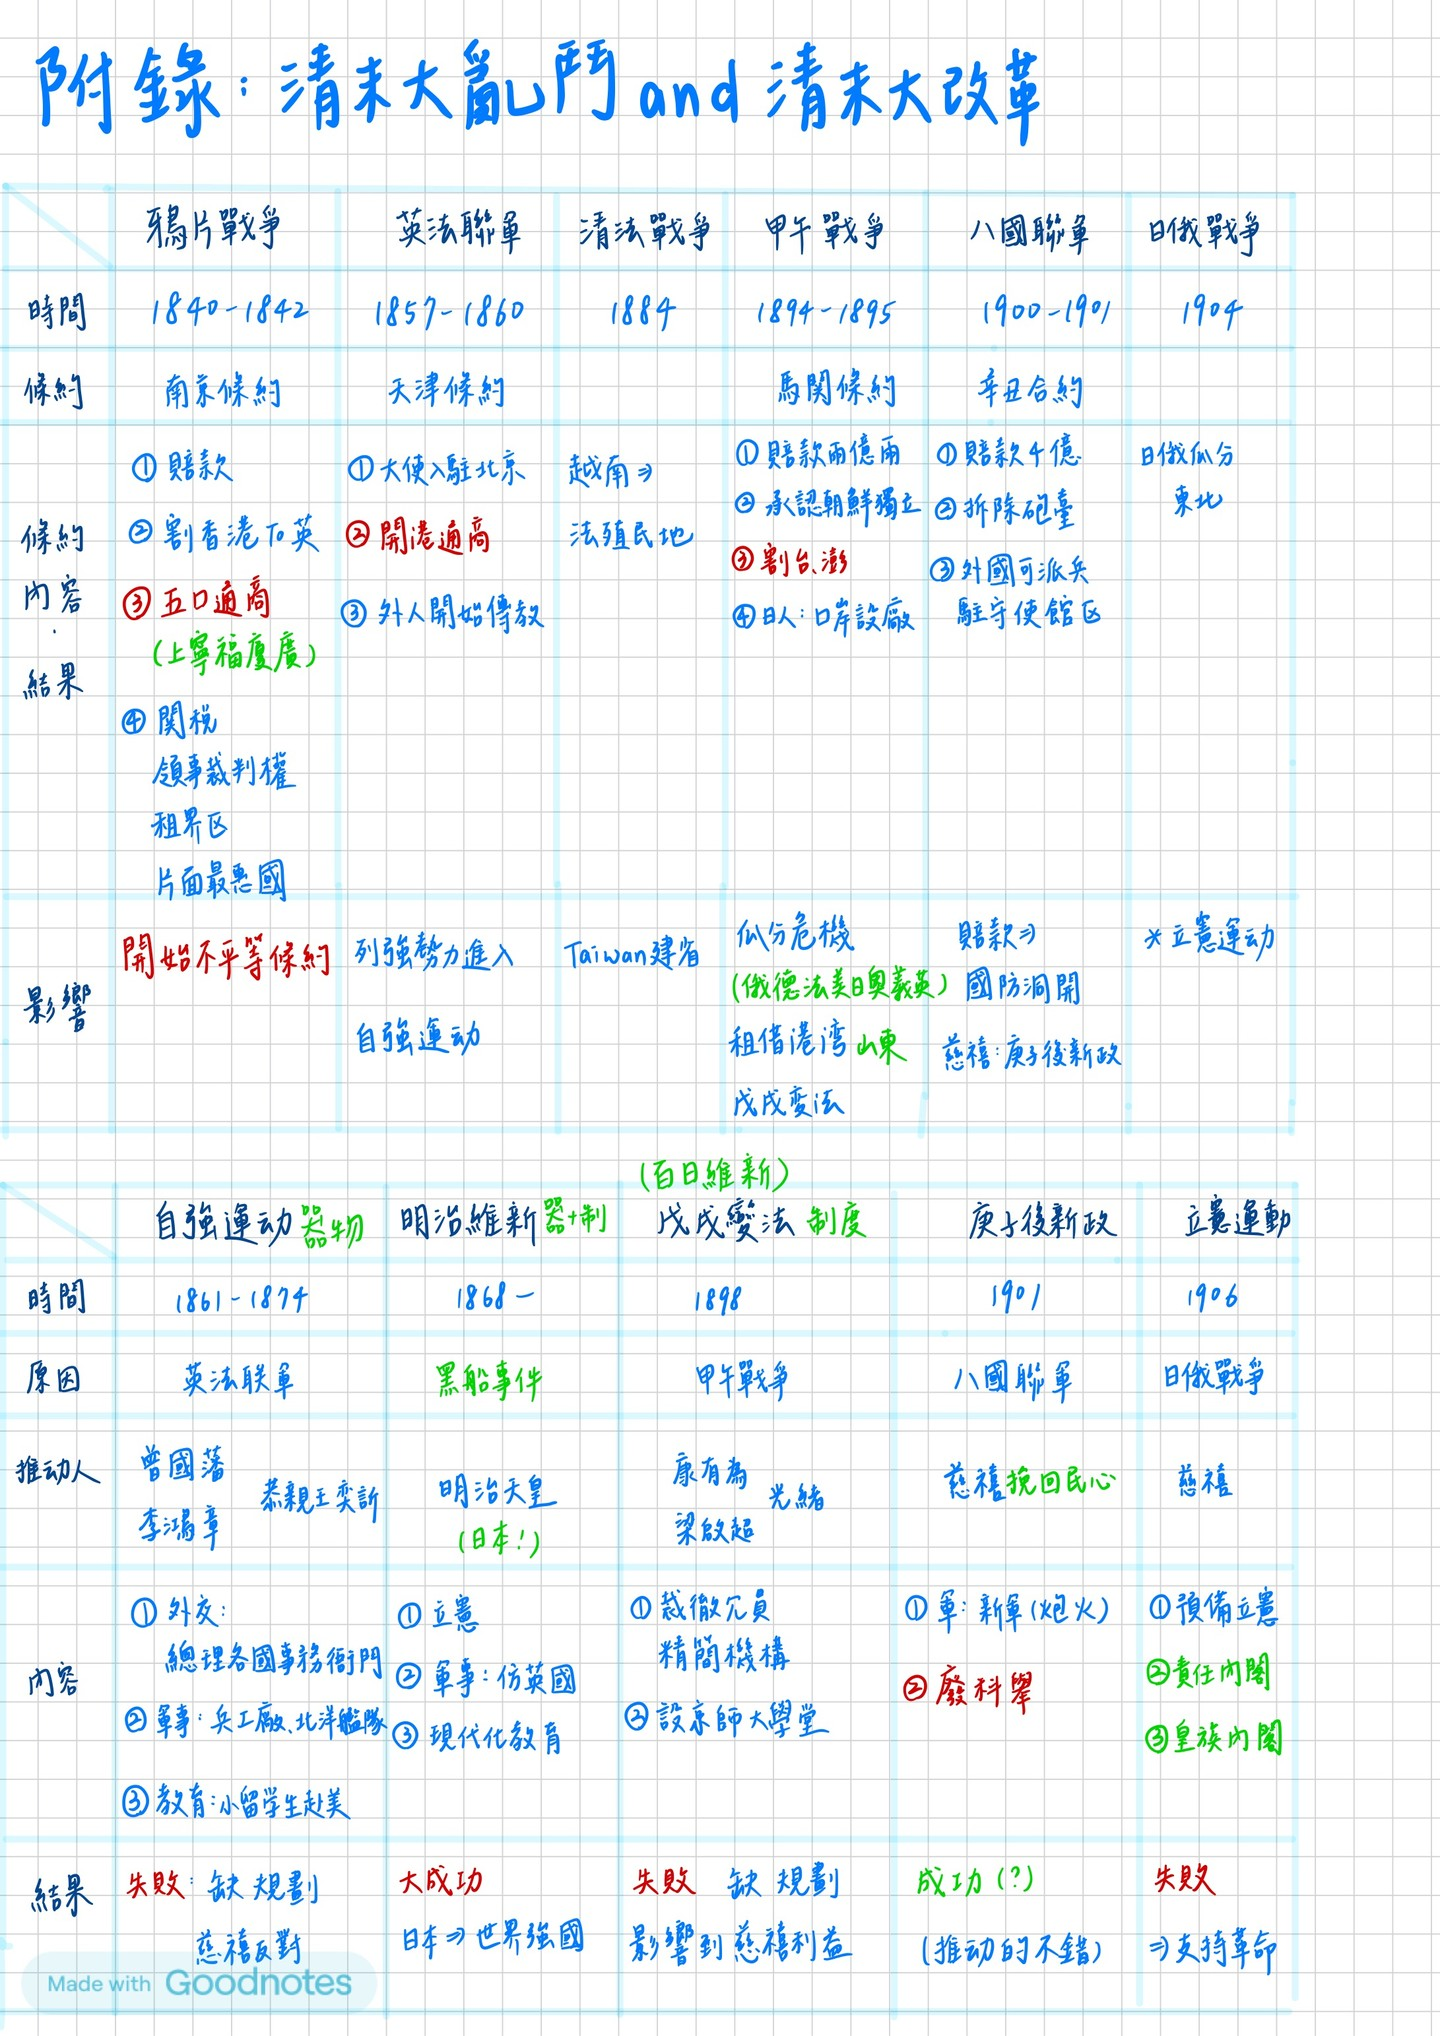 附錄：清末大亂鬥 and 清末大改革
鴉片戰爭 英法聯軍 清法戰爭 甲午戰爭 八國聯軍 日俄戰爭
時間 1840-1842 1857-1860 1884 1894-1895 1900-1901 1904
條約 南京條約 天津條約 馬関條約 辛丑合約
條約
內容
·
結果
① 賠款
② 割香港 To 英
③ 五口通商
(上寧福廈廣)
④ 関稅
領事裁判權
租界区
片面最惠國
① 大使入駐北京
② 開港通商
③ 外人開始傳教
越南⇒
法殖民地
① 賠款兩億兩
② 承認朝鮮獨立
③ 割台、澎
④ 日人：口岸設廠
① 賠款4億
② 拆除砲臺
③ 外國可派兵
駐守使館区
日俄瓜分
東北
影響
開始不平等條約
列強勢力進入
自強運动
Taiwan建省
瓜分危機
(俄德法美日奧義英)
租借港湾 山東
戊戌变法
賠款⇒
國防洞開
慈禧：庚子後新政
* 立憲運动
(百日維新)
自強運动 器物 明治維新 器+制 戊戌變法 制度 庚子後新政 立憲運動
時間 1861-1874 1868- 1898 1901 1906
原因 英法联軍 黑船事件 甲午戰爭 八國聯軍 日俄戰爭
推动人
曾國藩
李鴻章
恭親王奕訢
明治天皇
(日本！)
康有為
梁啟超
光緒
慈禧 挽回民心
慈禧
內容
① 外交：
總理各國事務衙門
② 軍事：兵工廠、北洋艦隊
③ 教育：小留学生赴美
① 立憲
② 軍事：仿英國
③ 現代化教育
① 裁撤冗員
精簡機構
② 設京師大學堂
① 軍：新軍(炮火)
② 廢科舉
① 預備立憲
② 責任內閣
③ 皇族內閣
結果
失敗：缺規劃
慈禧反對
大成功
日本⇒世界強國
失敗 缺規劃
影響到慈禧利益
成功(?)
(推动的不錯)
失敗
⇒支持革命
Made with Goodnotes